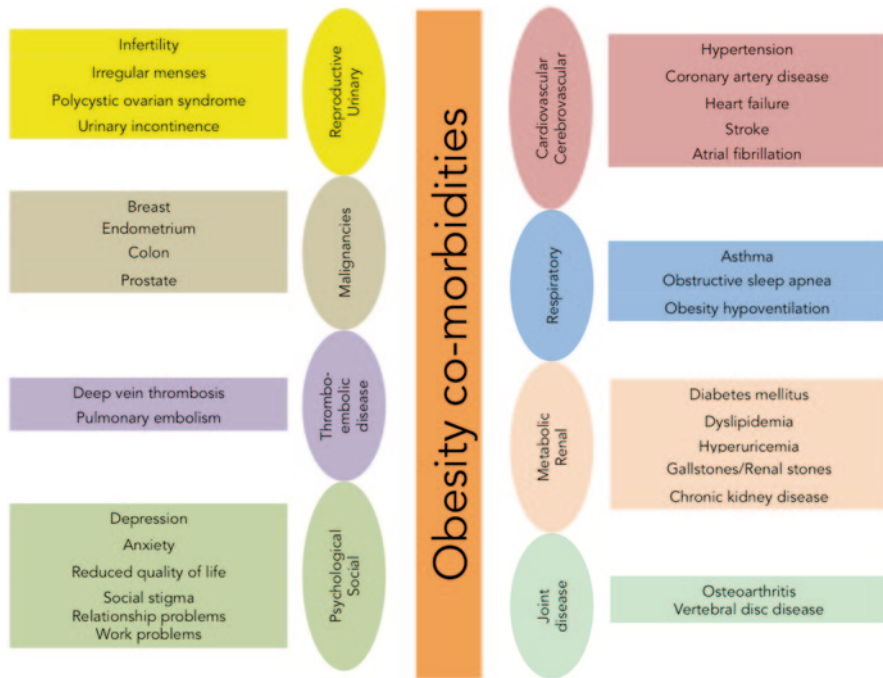 Infertility
Irregular menses
Polycystic ovarian syndrome
Urinary incontinence
Reproductive
Urinary
Breast
Endometrium
Colon
Prostate
Malignancies
Deep vein thrombosis
Pulmonary embolism
Thrombo-
embolic
disease
Depression
Anxiety
Reduced quality of life
Social stigma
Relationship problems
Work problems
Psychological
Social
Obesity co-morbidities
Cardiovascular
Cerebrovascular
Hypertension
Coronary artery disease
Heart failure
Stroke
Atrial fibrillation
Respiratory
Asthma
Obstructive sleep apnea
Obesity hypoventilation
Metabolic
Renal
Diabetes mellitus
Dyslipidemia
Hyperuricemia
Gallstones/Renal stones
Chronic kidney disease
Joint
disease
Osteoarthritis
Vertebral disc disease